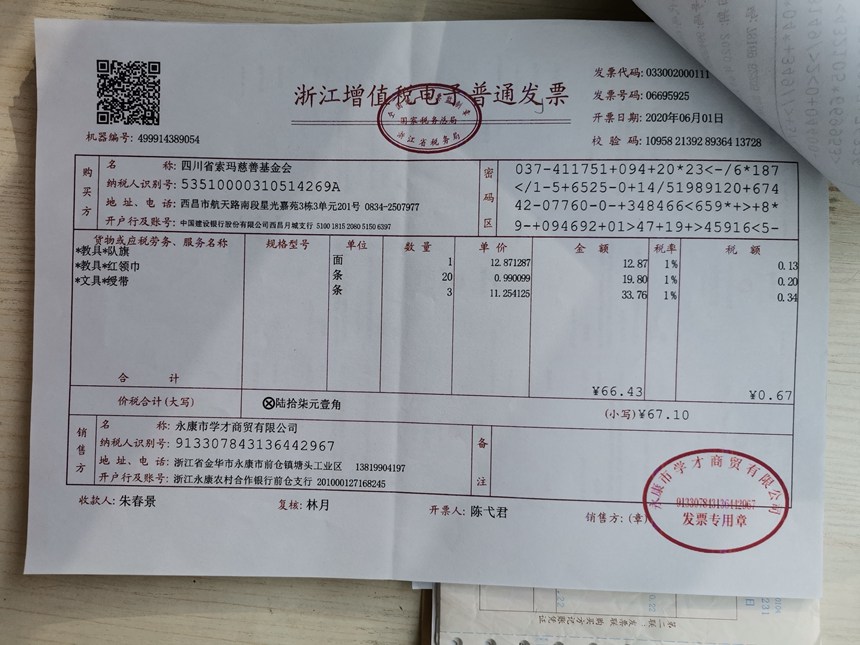 浙江增值税电子普通发票
国家税务总局
浙江省税务局
发票代码: 033002000111
发票号码: 06695925
开票日期: 2020年06月01日
校 验 码: 10958 21392 89364 13728
机器编号: 499914389054
购买方
名 称: 四川省索玛慈善基金会
纳税人识别号: 53510000310514269A
地 址、电 话: 西昌市航天路南段星光嘉苑3栋3单元201号 0834-2507977
开户行及账号: 中国建设银行股份有限公司西昌月城支行 5100 1815 2080 5150 6397
密码区
037-411751+094+20*23<-/6*187
</1-5+6525-0+14/51989120+674
42-07760-0-+348466<659*+>+8*
9-+094692+01>47+19+>45916<5-
货物或应税劳务、服务名称 规格型号 单位 数 量 单 价 金 额 税率 税 额
*教具*队旗 面 1 12.871287 12.87 1% 0.13
*教具*红领巾 条 20 0.990099 19.80 1% 0.20
*文具*绶带 条 3 11.254125 33.76 1% 0.34
合 计 ¥66.43 ¥0.67
价税合计(大写) ⊗陆拾柒元壹角 (小写)¥67.10
销售方
名 称: 永康市学才商贸有限公司
纳税人识别号: 913307843136442967
地 址、电 话: 浙江省金华市永康市前仓镇塘头工业区 13819904197
开户行及账号: 浙江永康农村合作银行前仓支行 201000127168245
备注
收款人: 朱春景 复核: 林月 开票人: 陈弋君 销售方: (章)
永康市学才商贸有限公司
913307843136442967
发票专用章